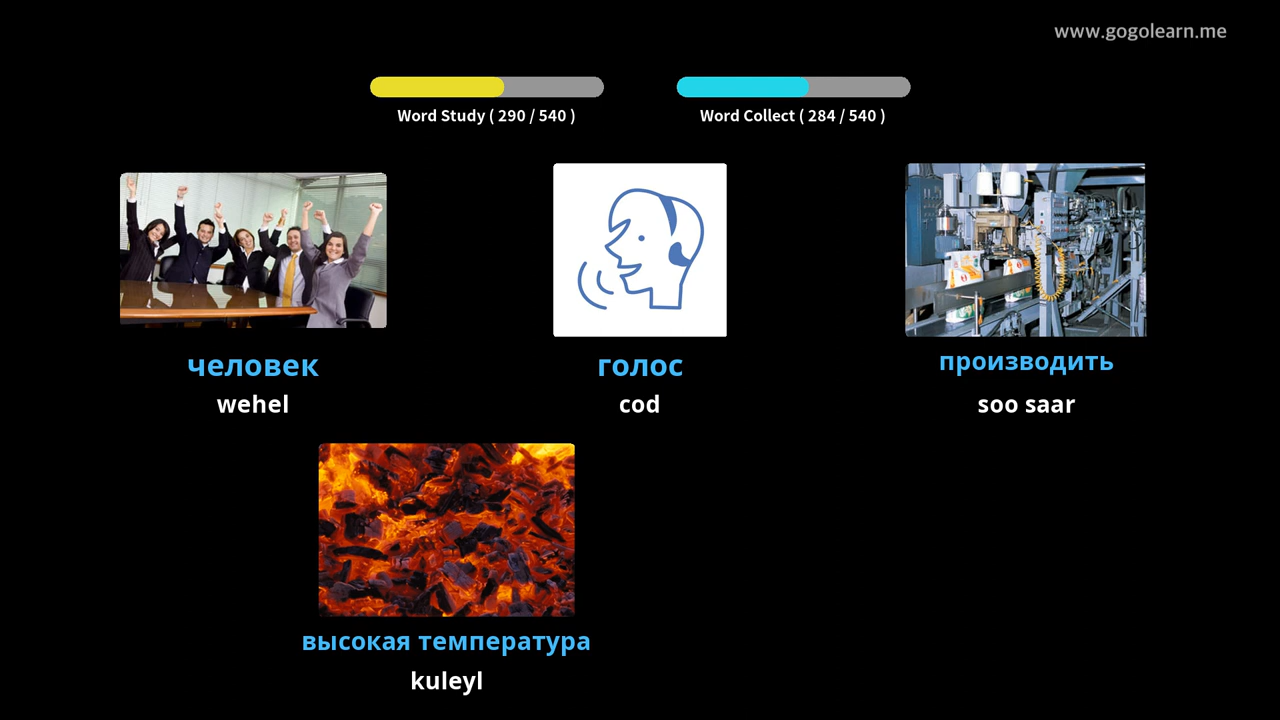 www.gogolearn.me
Word Study ( 290 / 540 )
Word Collect ( 284 / 540 )
человек
wehel
голос
cod
производить
soo saar
высокая температура
kuleyl